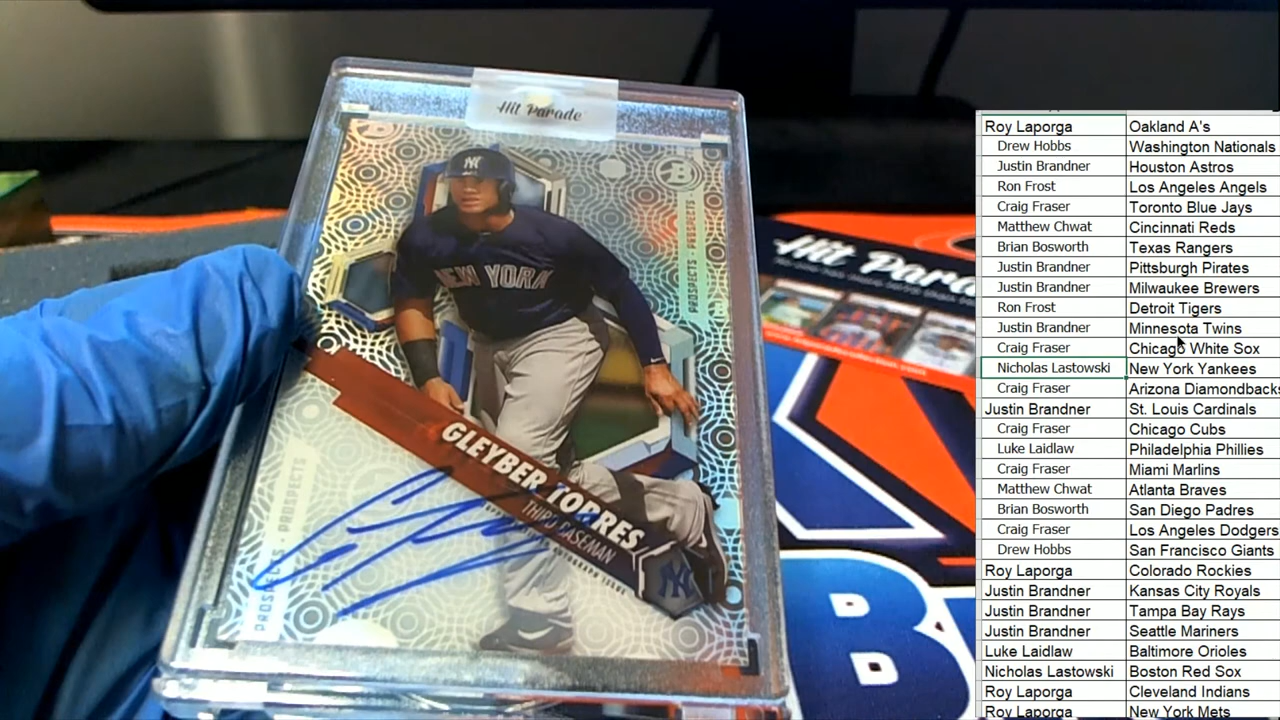 Hit Parade
B
B
NY
PROSPECTS · PROSPECTS
NEW YORK
GLEYBER TORRES
THIRD BASEMAN
PROSPECTS · PROSPECTS
NY
Hit Para
B
Roy Laporga Oakland A's
Drew Hobbs Washington Nationals
Justin Brandner Houston Astros
Ron Frost Los Angeles Angels
Craig Fraser Toronto Blue Jays
Matthew Chwat Cincinnati Reds
Brian Bosworth Texas Rangers
Justin Brandner Pittsburgh Pirates
Justin Brandner Milwaukee Brewers
Ron Frost Detroit Tigers
Justin Brandner Minnesota Twins
Craig Fraser Chicago White Sox
Nicholas Lastowski New York Yankees
Craig Fraser Arizona Diamondbacks
Justin Brandner St. Louis Cardinals
Craig Fraser Chicago Cubs
Luke Laidlaw Philadelphia Phillies
Craig Fraser Miami Marlins
Matthew Chwat Atlanta Braves
Brian Bosworth San Diego Padres
Craig Fraser Los Angeles Dodgers
Drew Hobbs San Francisco Giants
Roy Laporga Colorado Rockies
Justin Brandner Kansas City Royals
Justin Brandner Tampa Bay Rays
Justin Brandner Seattle Mariners
Luke Laidlaw Baltimore Orioles
Nicholas Lastowski Boston Red Sox
Roy Laporga Cleveland Indians
Roy Laporga New York Mets